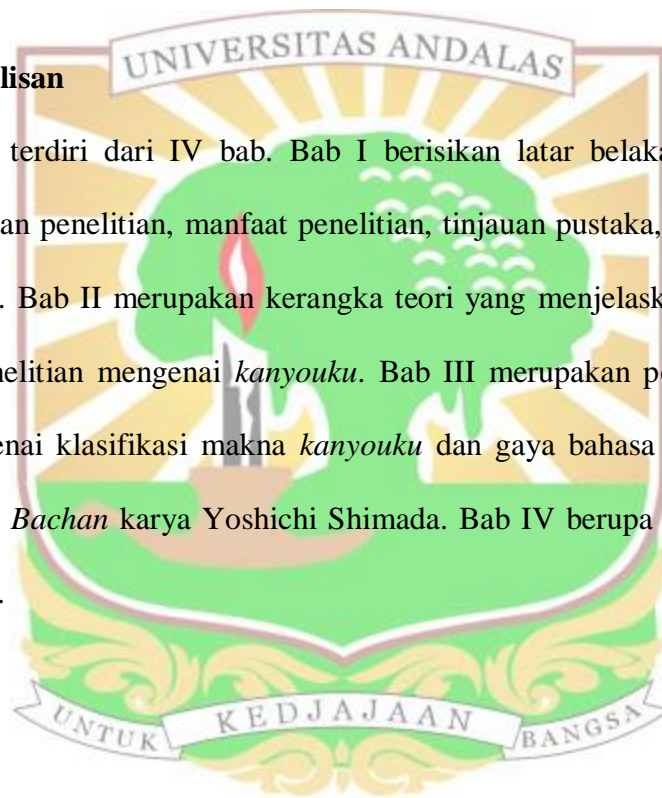 UNIVERSITAS ANDALAS
lisan
terdiri dari IV bab. Bab I berisikan latar belaka
an penelitian, manfaat penelitian, tinjauan pustaka,
. Bab II merupakan kerangka teori yang menjelask
nelitian mengenai kanyouku. Bab III merupakan pe
enai klasifikasi makna kanyouku dan gaya bahasa
Bachan karya Yoshichi Shimada. Bab IV berupa
.
UNTUK KEDJAJAAN BANGSA